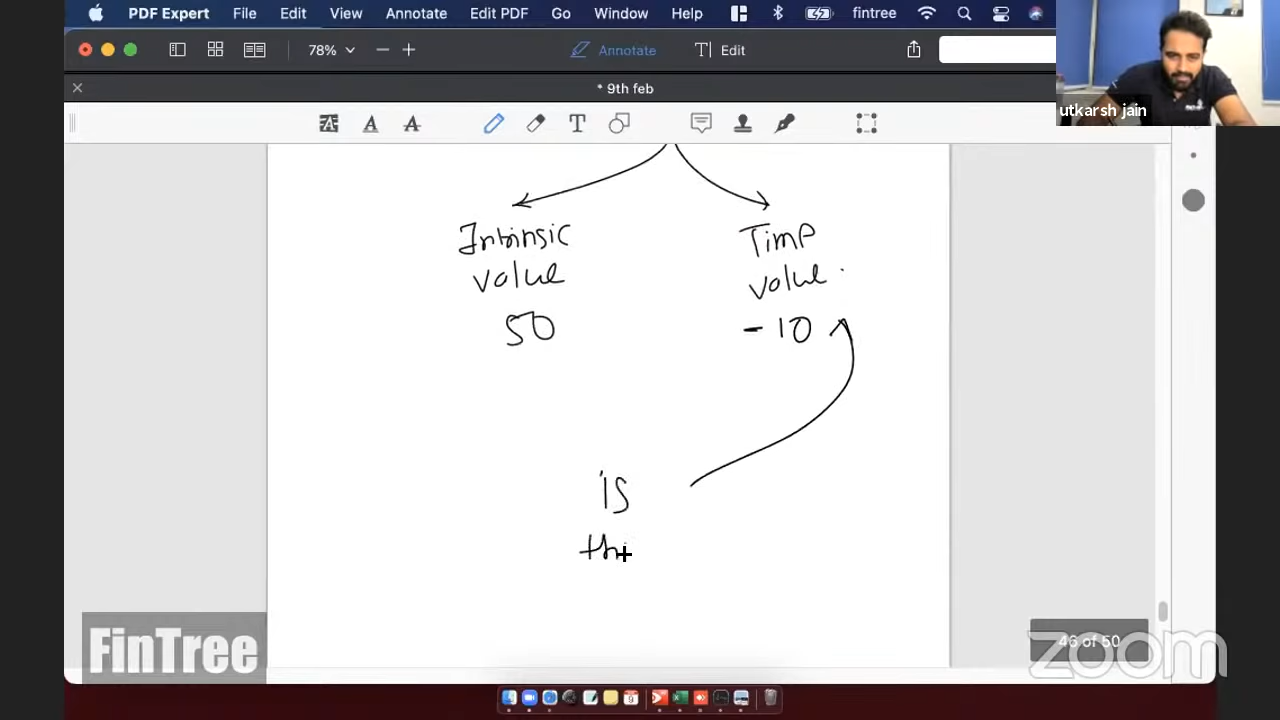 PDF Expert File Edit View Annotate Edit PDF Go Window Help fintree
78% Annotate T| Edit
utkarsh jain
* 9th feb
Intrinsic Time
value value
50 - 10
is
thi
FinTree
46 of 50
zoom